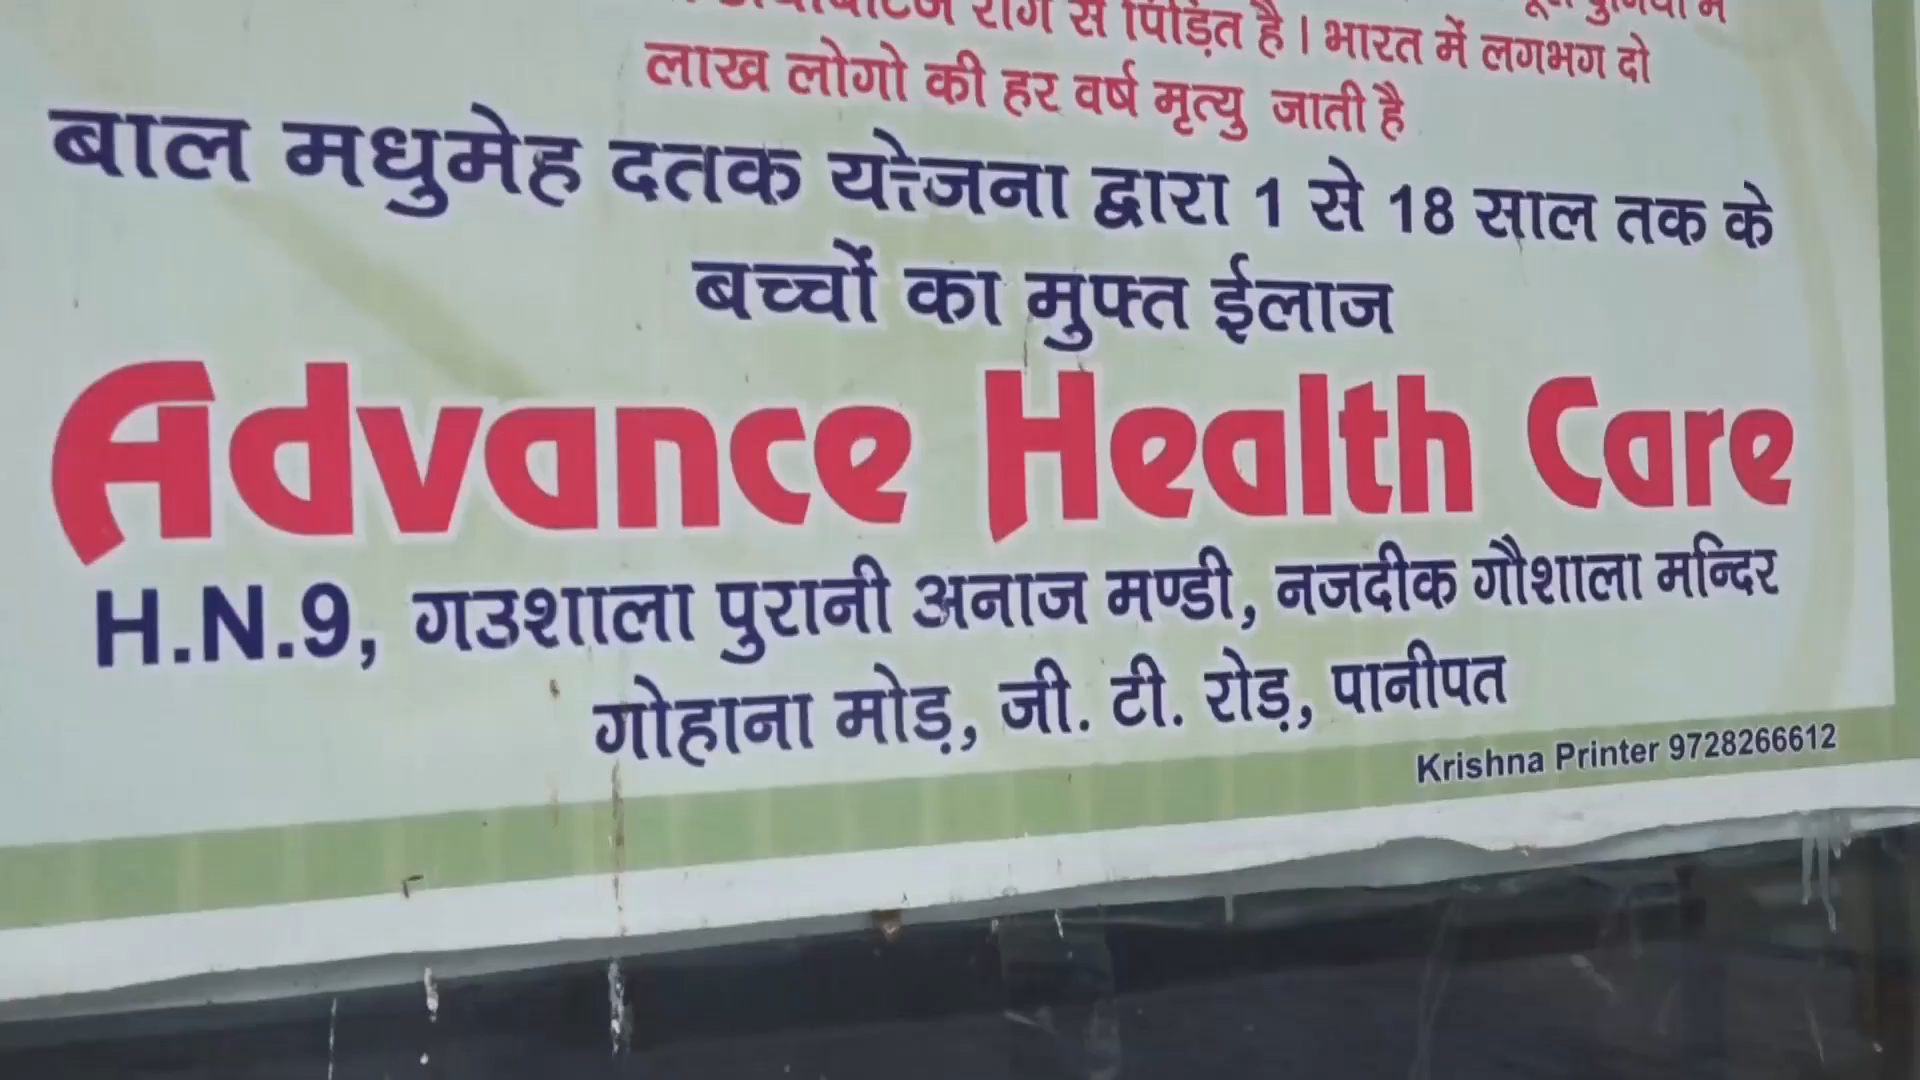 रोग से पिड़ित है । भारत में लगभग दो
लाख लोगो की हर वर्ष मृत्यु जाती है
बाल मधुमेह दतक योजना द्वारा 1 से 18 साल तक के
बच्चों का मुफ्त ईलाज
Advance Health Care
H.N.9, गउशाला पुरानी अनाज मण्डी, नजदीक गौशाला मन्दिर
गोहाना मोड़, जी. टी. रोड़, पानीपत
Krishna Printer 9728266612